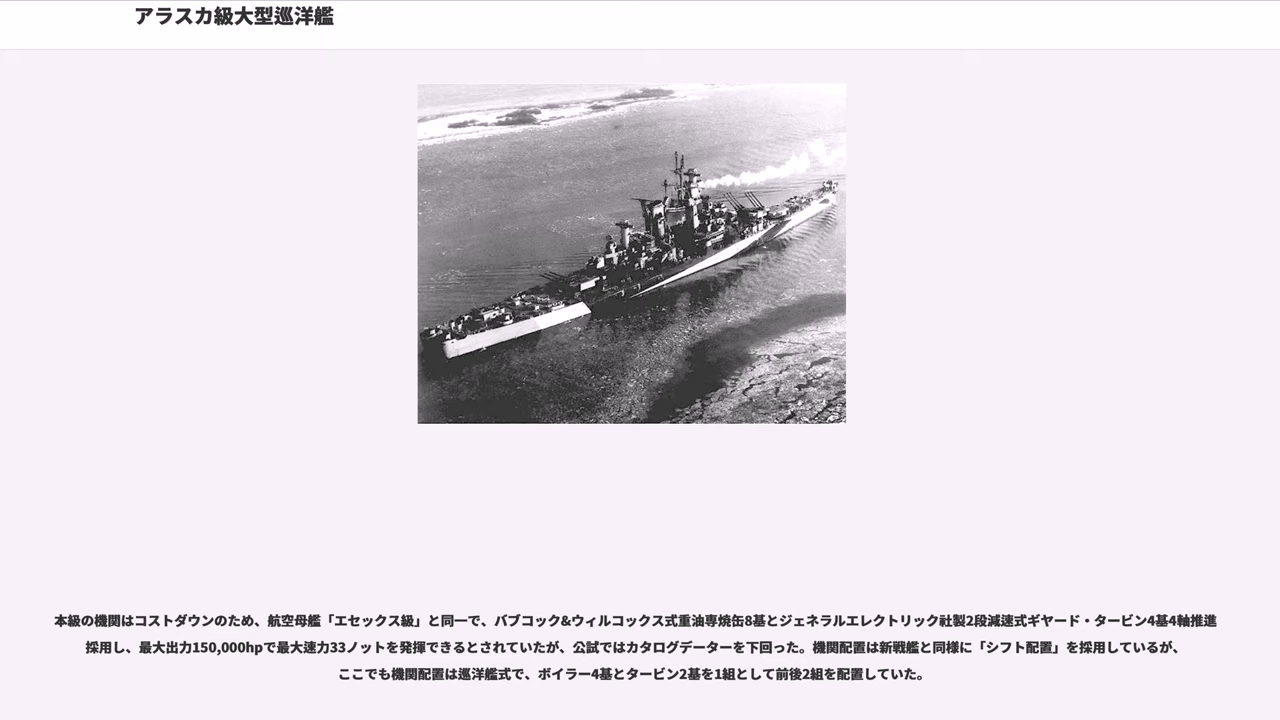 アラスカ級大型巡洋艦
本級の機関はコストダウンのため、航空母艦「エセックス級」と同一で、バブコック&ウィルコックス式重油専焼缶8基とジェネラルエレクトリック社製2段減速式ギヤード・タービン4基4軸推進
採用し、最大出力150,000hpで最大速力33ノットを発揮できるとされていたが、公試ではカタログデーターを下回った。機関配置は新戦艦と同様に「シフト配置」を採用しているが、
ここでも機関配置は巡洋艦式で、ボイラー4基とタービン2基を1組として前後2組を配置していた。